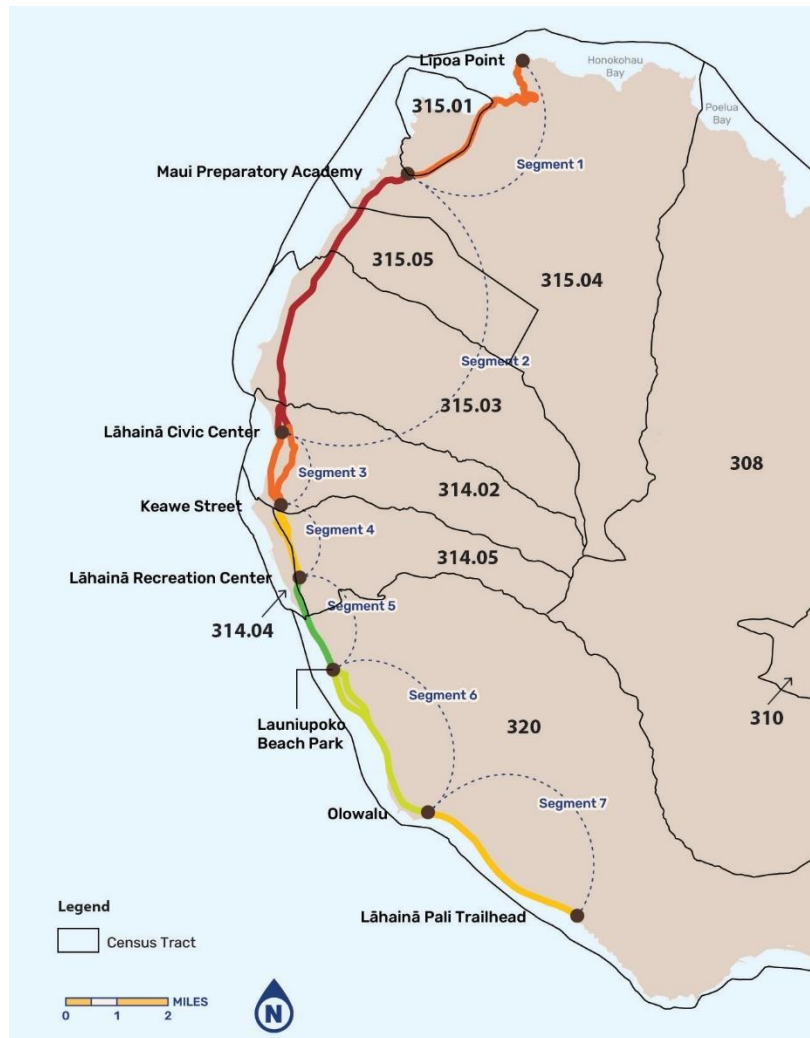 Līpoa Point
Honokohau
Bay
315.01
Poelua
Bay
Segment 1
Maui Preparatory Academy
315.05
315.04
Segment 2
315.03
Lāhainā Civic Center
308
Segment 3
314.02
Keawe Street
Segment 4
314.05
Lāhainā Recreation Center
Segment 5
314.04
Segment 6
310
Launiupoko
Beach Park
320
Segment 7
Olowalu
Legend
Census Tract
Lāhainā Pali Trailhead
MILES
0 1 2
N